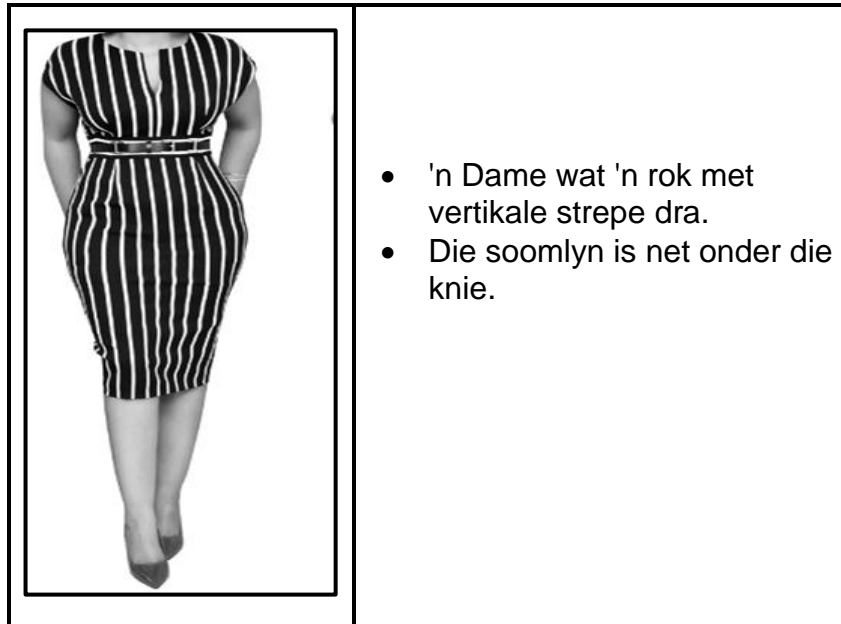 • 'n Dame wat 'n rok met
vertikale strepe dra.
• Die soomlyn is net onder die
knie.